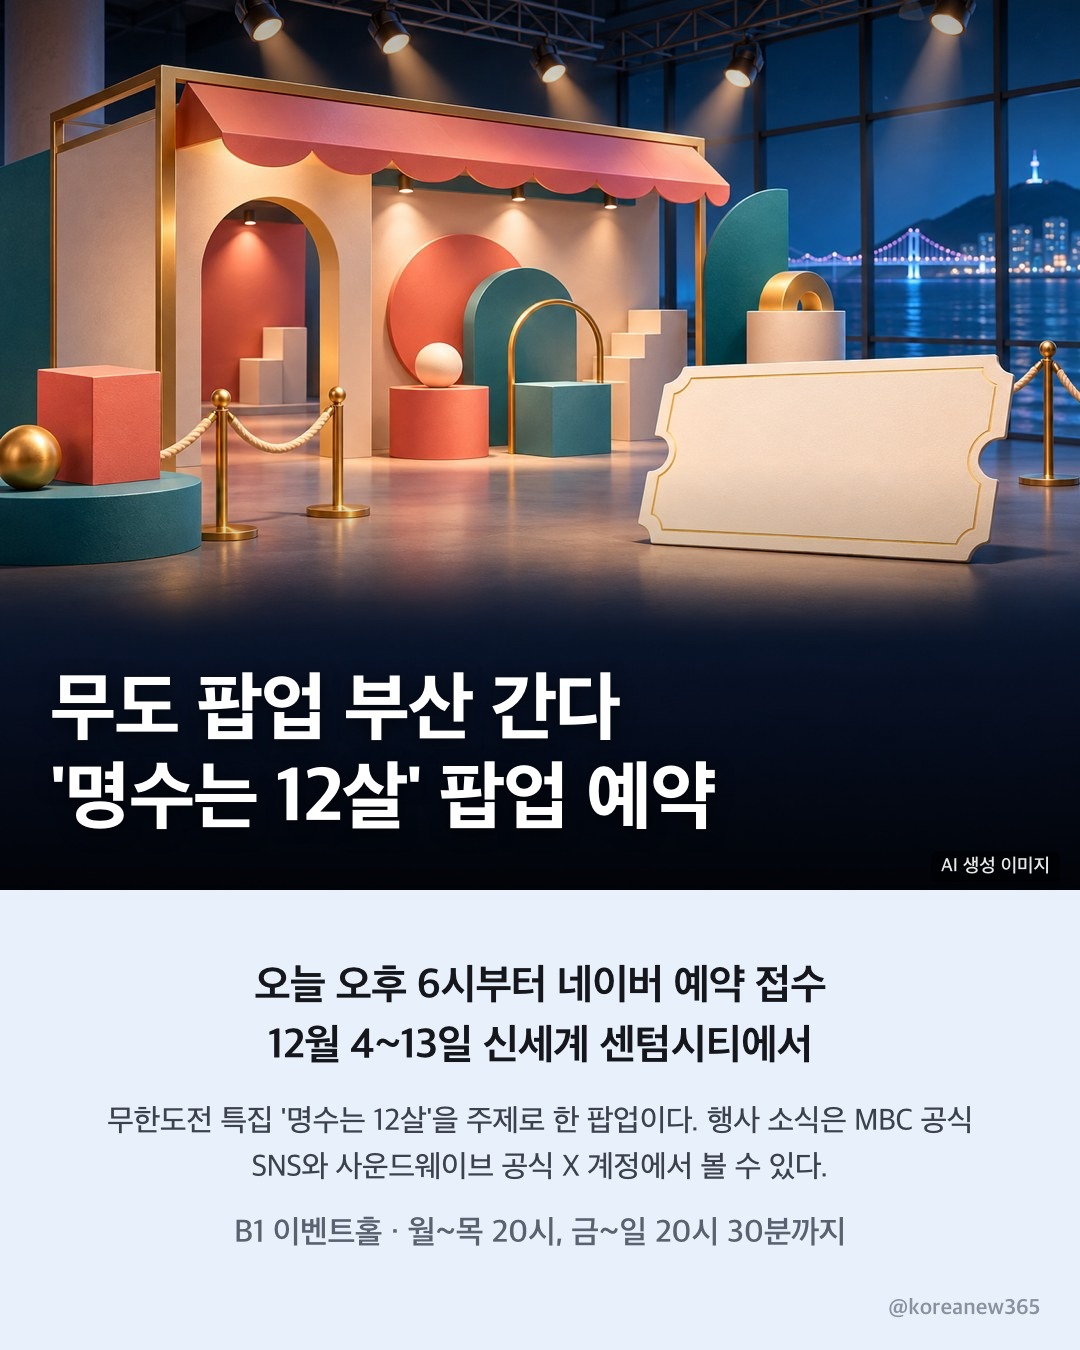 무도 팝업 부산 간다
'명수는 12살' 팝업 예약
AI 생성 이미지
오늘 오후 6시부터 네이버 예약 접수
12월 4~13일 신세계 센텀시티에서
무한도전 특집 '명수는 12살'을 주제로 한 팝업이다. 행사 소식은 MBC 공식
SNS와 사운드웨이브 공식 X 계정에서 볼 수 있다.
B1 이벤트홀 · 월~목 20시, 금~일 20시 30분까지
@koreanew365